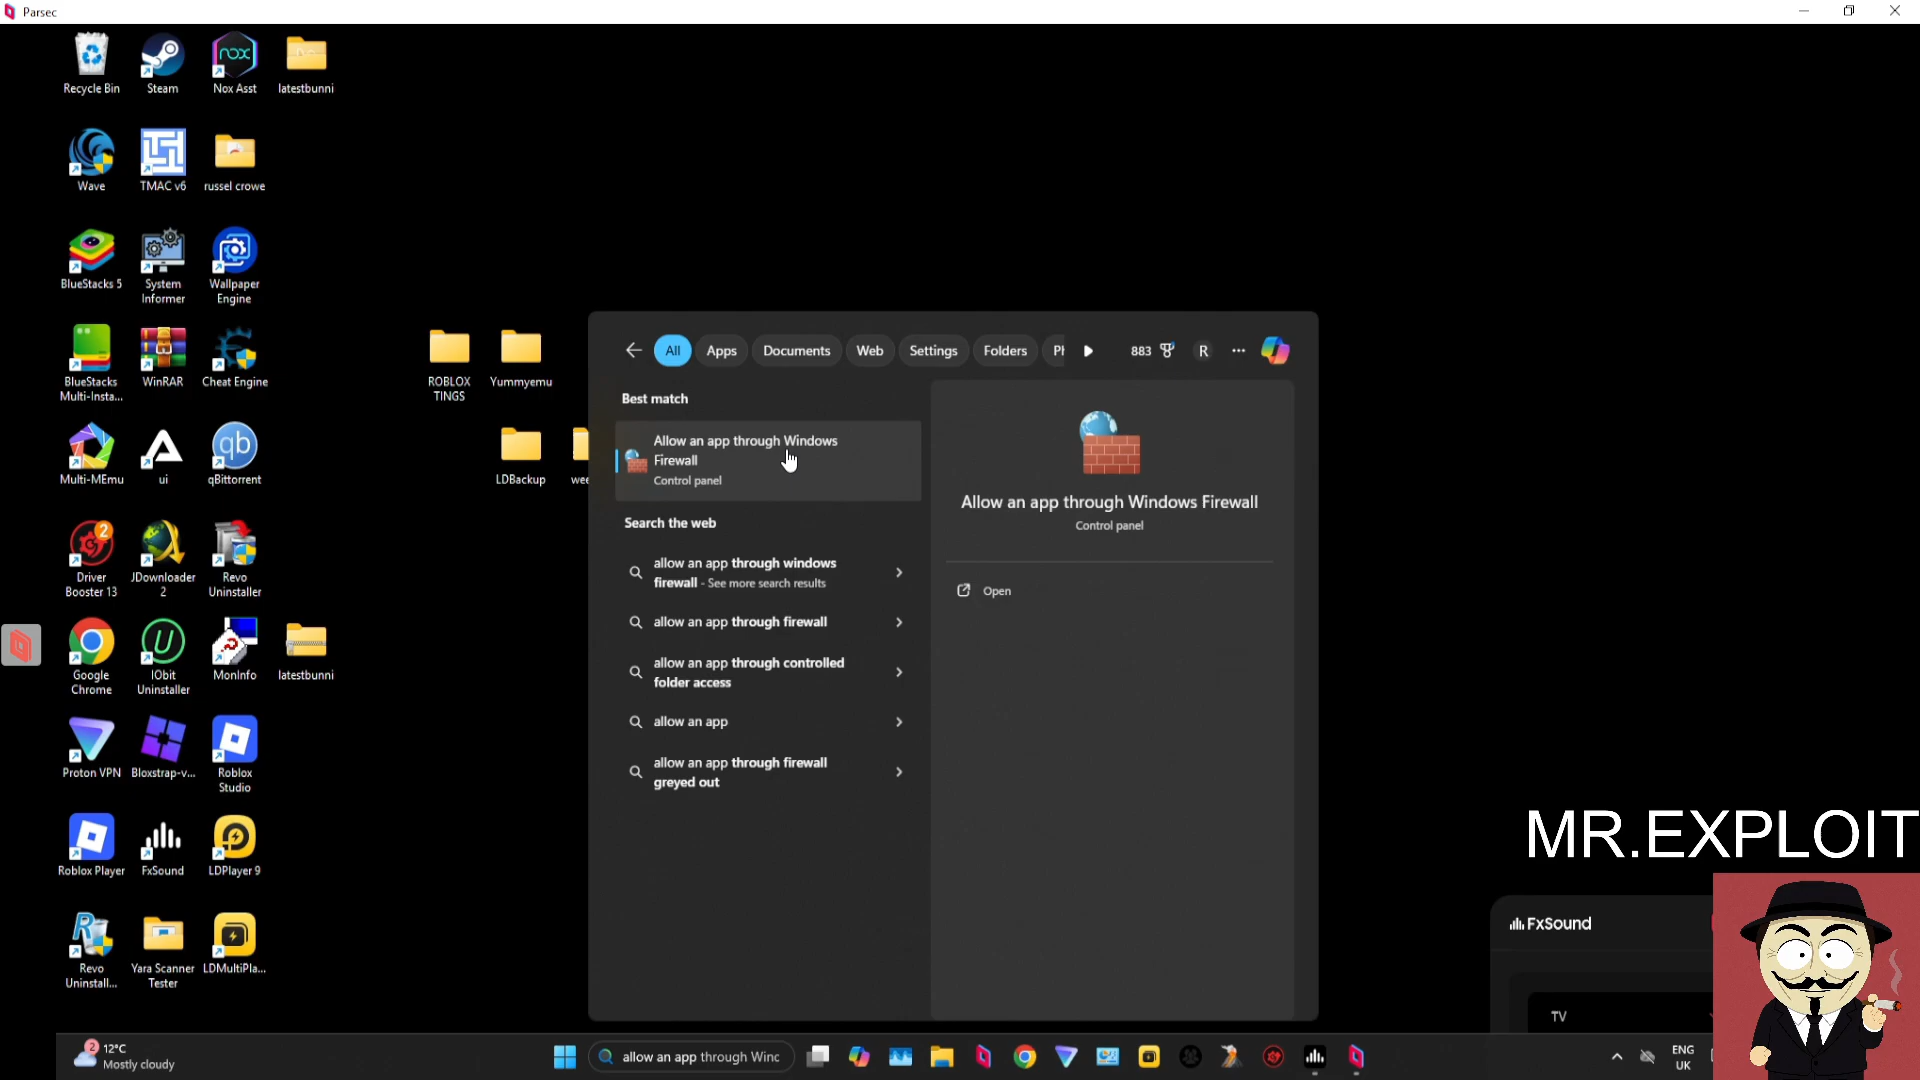 Parsec
Recycle Bin
Steam
Nox Asst
latestbunni
Wave
TMAC v6
russel crowe
BlueStacks 5
System
Informer
Wallpaper
Engine
BlueStacks
Multi-Insta...
WinRAR
Cheat Engine
ROBLOX
TINGS
Yummyemu
Multi-MEmu
ui
qBittorrent
LDBackup
Driver
Booster 13
JDownloader
2
Revo
Uninstaller
Google
Chrome
IObit
Uninstaller
MonInfo
latestbunni
Proton VPN
Bloxstrap-v...
Roblox
Studio
Roblox Player
FxSound
LDPlayer 9
Revo
Uninstall...
Yara Scanner
Tester
LDMultiPla...
All
Apps
Documents
Web
Settings
Folders
883
R
Best match
Allow an app through Windows
Firewall
Control panel
Search the web
allow an app through windows
firewall - See more search results
allow an app through firewall
allow an app through controlled
folder access
allow an app
allow an app through firewall
greyed out
Allow an app through Windows Firewall
Control panel
Open
MR.EXPLOIT
FxSound
TV
2
12°C
Mostly cloudy
allow an app through Winc
ENG
UK